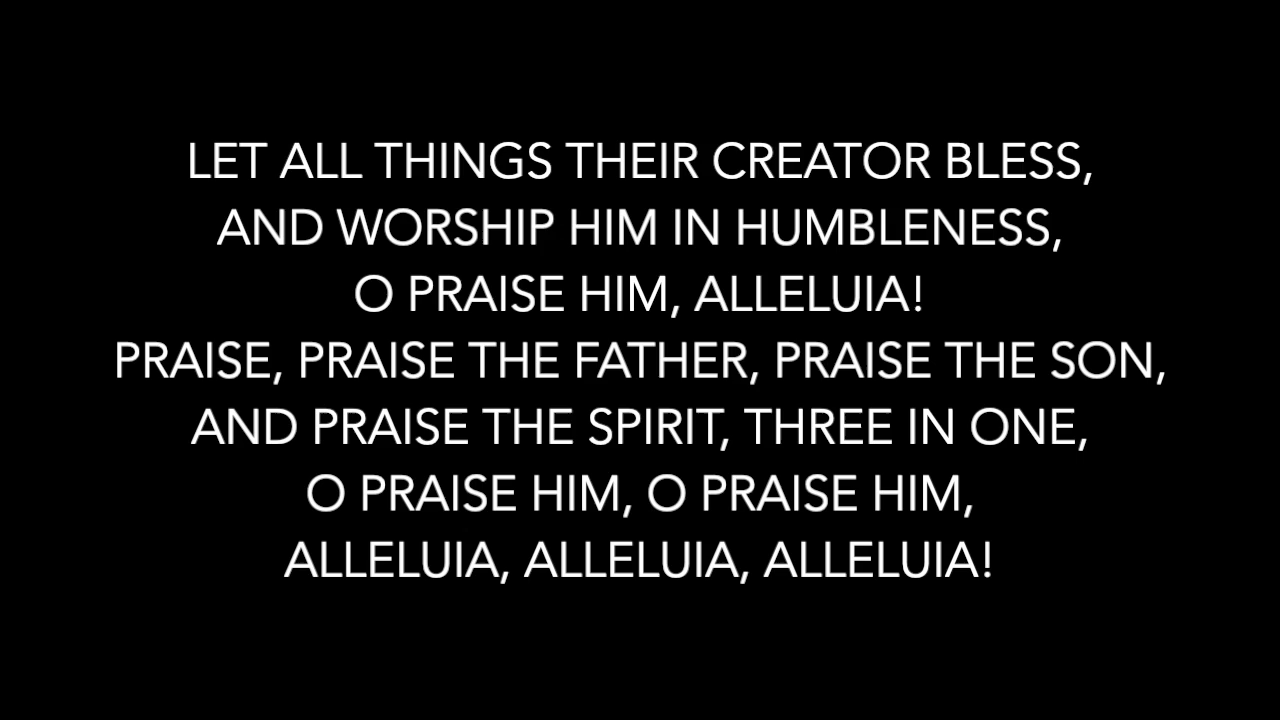 LET ALL THINGS THEIR CREATOR BLESS,
AND WORSHIP HIM IN HUMBLENESS,
O PRAISE HIM, ALLELUIA!
PRAISE, PRAISE THE FATHER, PRAISE THE SON,
AND PRAISE THE SPIRIT, THREE IN ONE,
O PRAISE HIM, O PRAISE HIM,
ALLELUIA, ALLELUIA, ALLELUIA!